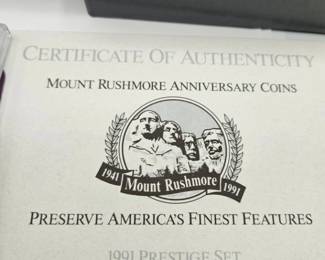 CERTIFICATE OF AUTHENTICITY
MOUNT RUSHMORE ANNIVERSARY COINS
1941 Mount Rushmore 1991
PRESERVE AMERICA'S FINEST FEATURES
1991 PRESTIGE SET